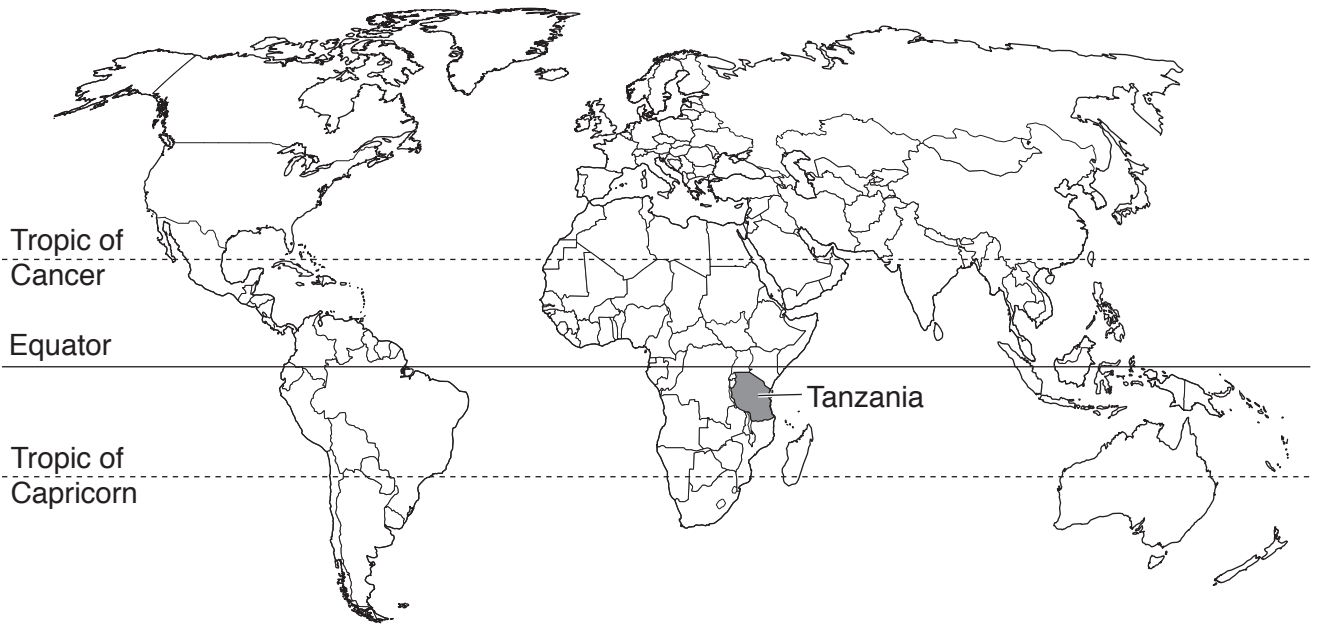 Tropic of
Cancer
Equator
Tanzania
Tropic of
Capricorn